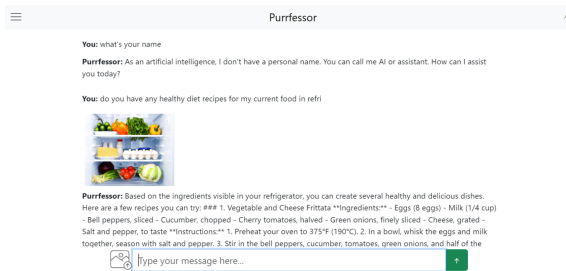 Purrfessor
You: what's your name
Purrfessor: As an artificial intelligence, I don't have a personal name. You can call me AI or assistant. How can I assist
you today?
You: do you have any healthy diet recipes for my current food in refri
Purrfessor: Based on the ingredients visible in your refrigerator, you can create several healthy and delicious dishes.
Here are a few recipes you can try: ### 1. Vegetable and Cheese Frittata **Ingredients:** - Eggs (8 eggs) - Milk (1/4 cup)
- Bell peppers, sliced - Cucumber, chopped - Cherry tomatoes, halved - Green onions, finely sliced - Cheese, grated -
Salt and pepper, to taste **Instructions:** 1. Preheat your oven to 375°F (190°C). 2. In a bowl, whisk the eggs and milk
together, season with salt and pepper. 3. Stir in the bell peppers, cucumber, tomatoes, green onions, and half of the
Type your message here...